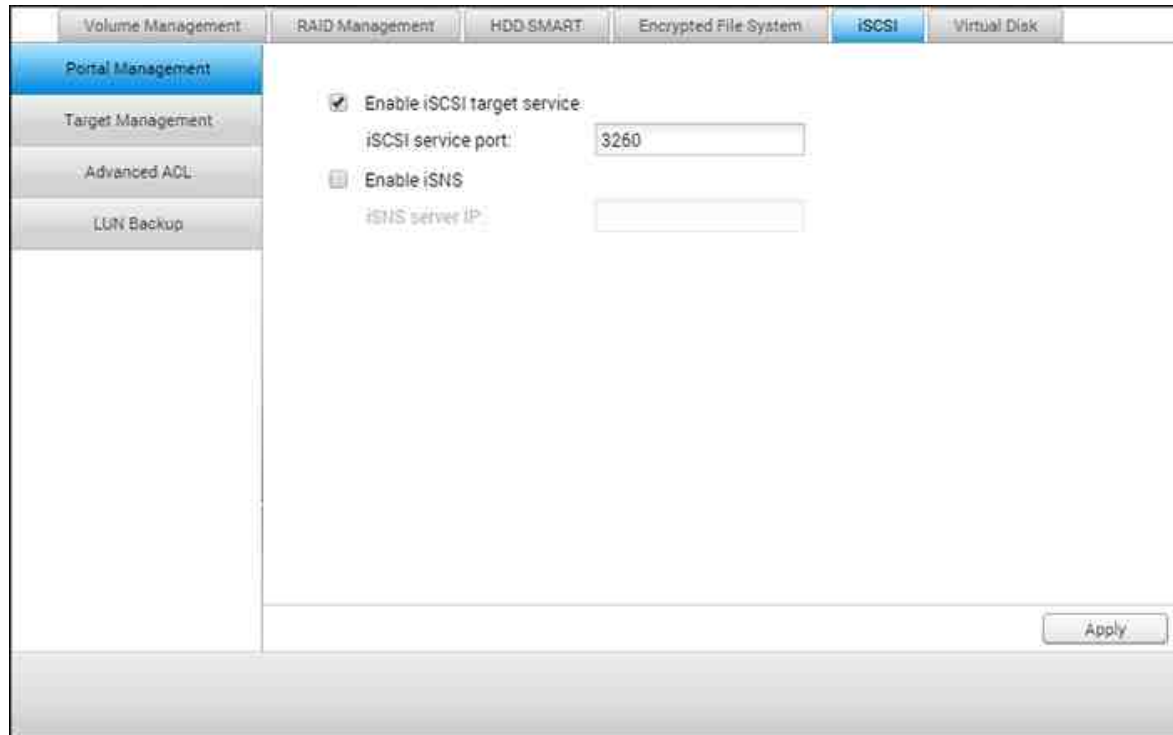 Volume Management RAID Management HDD SMART Encrypted File System iSCSI Virtual Disk
Portal Management
Target Management
Advanced ACL
LUN Backup
Enable iSCSI target service
iSCSI service port: 3260
Enable iSNS
iSNS server IP:
Apply